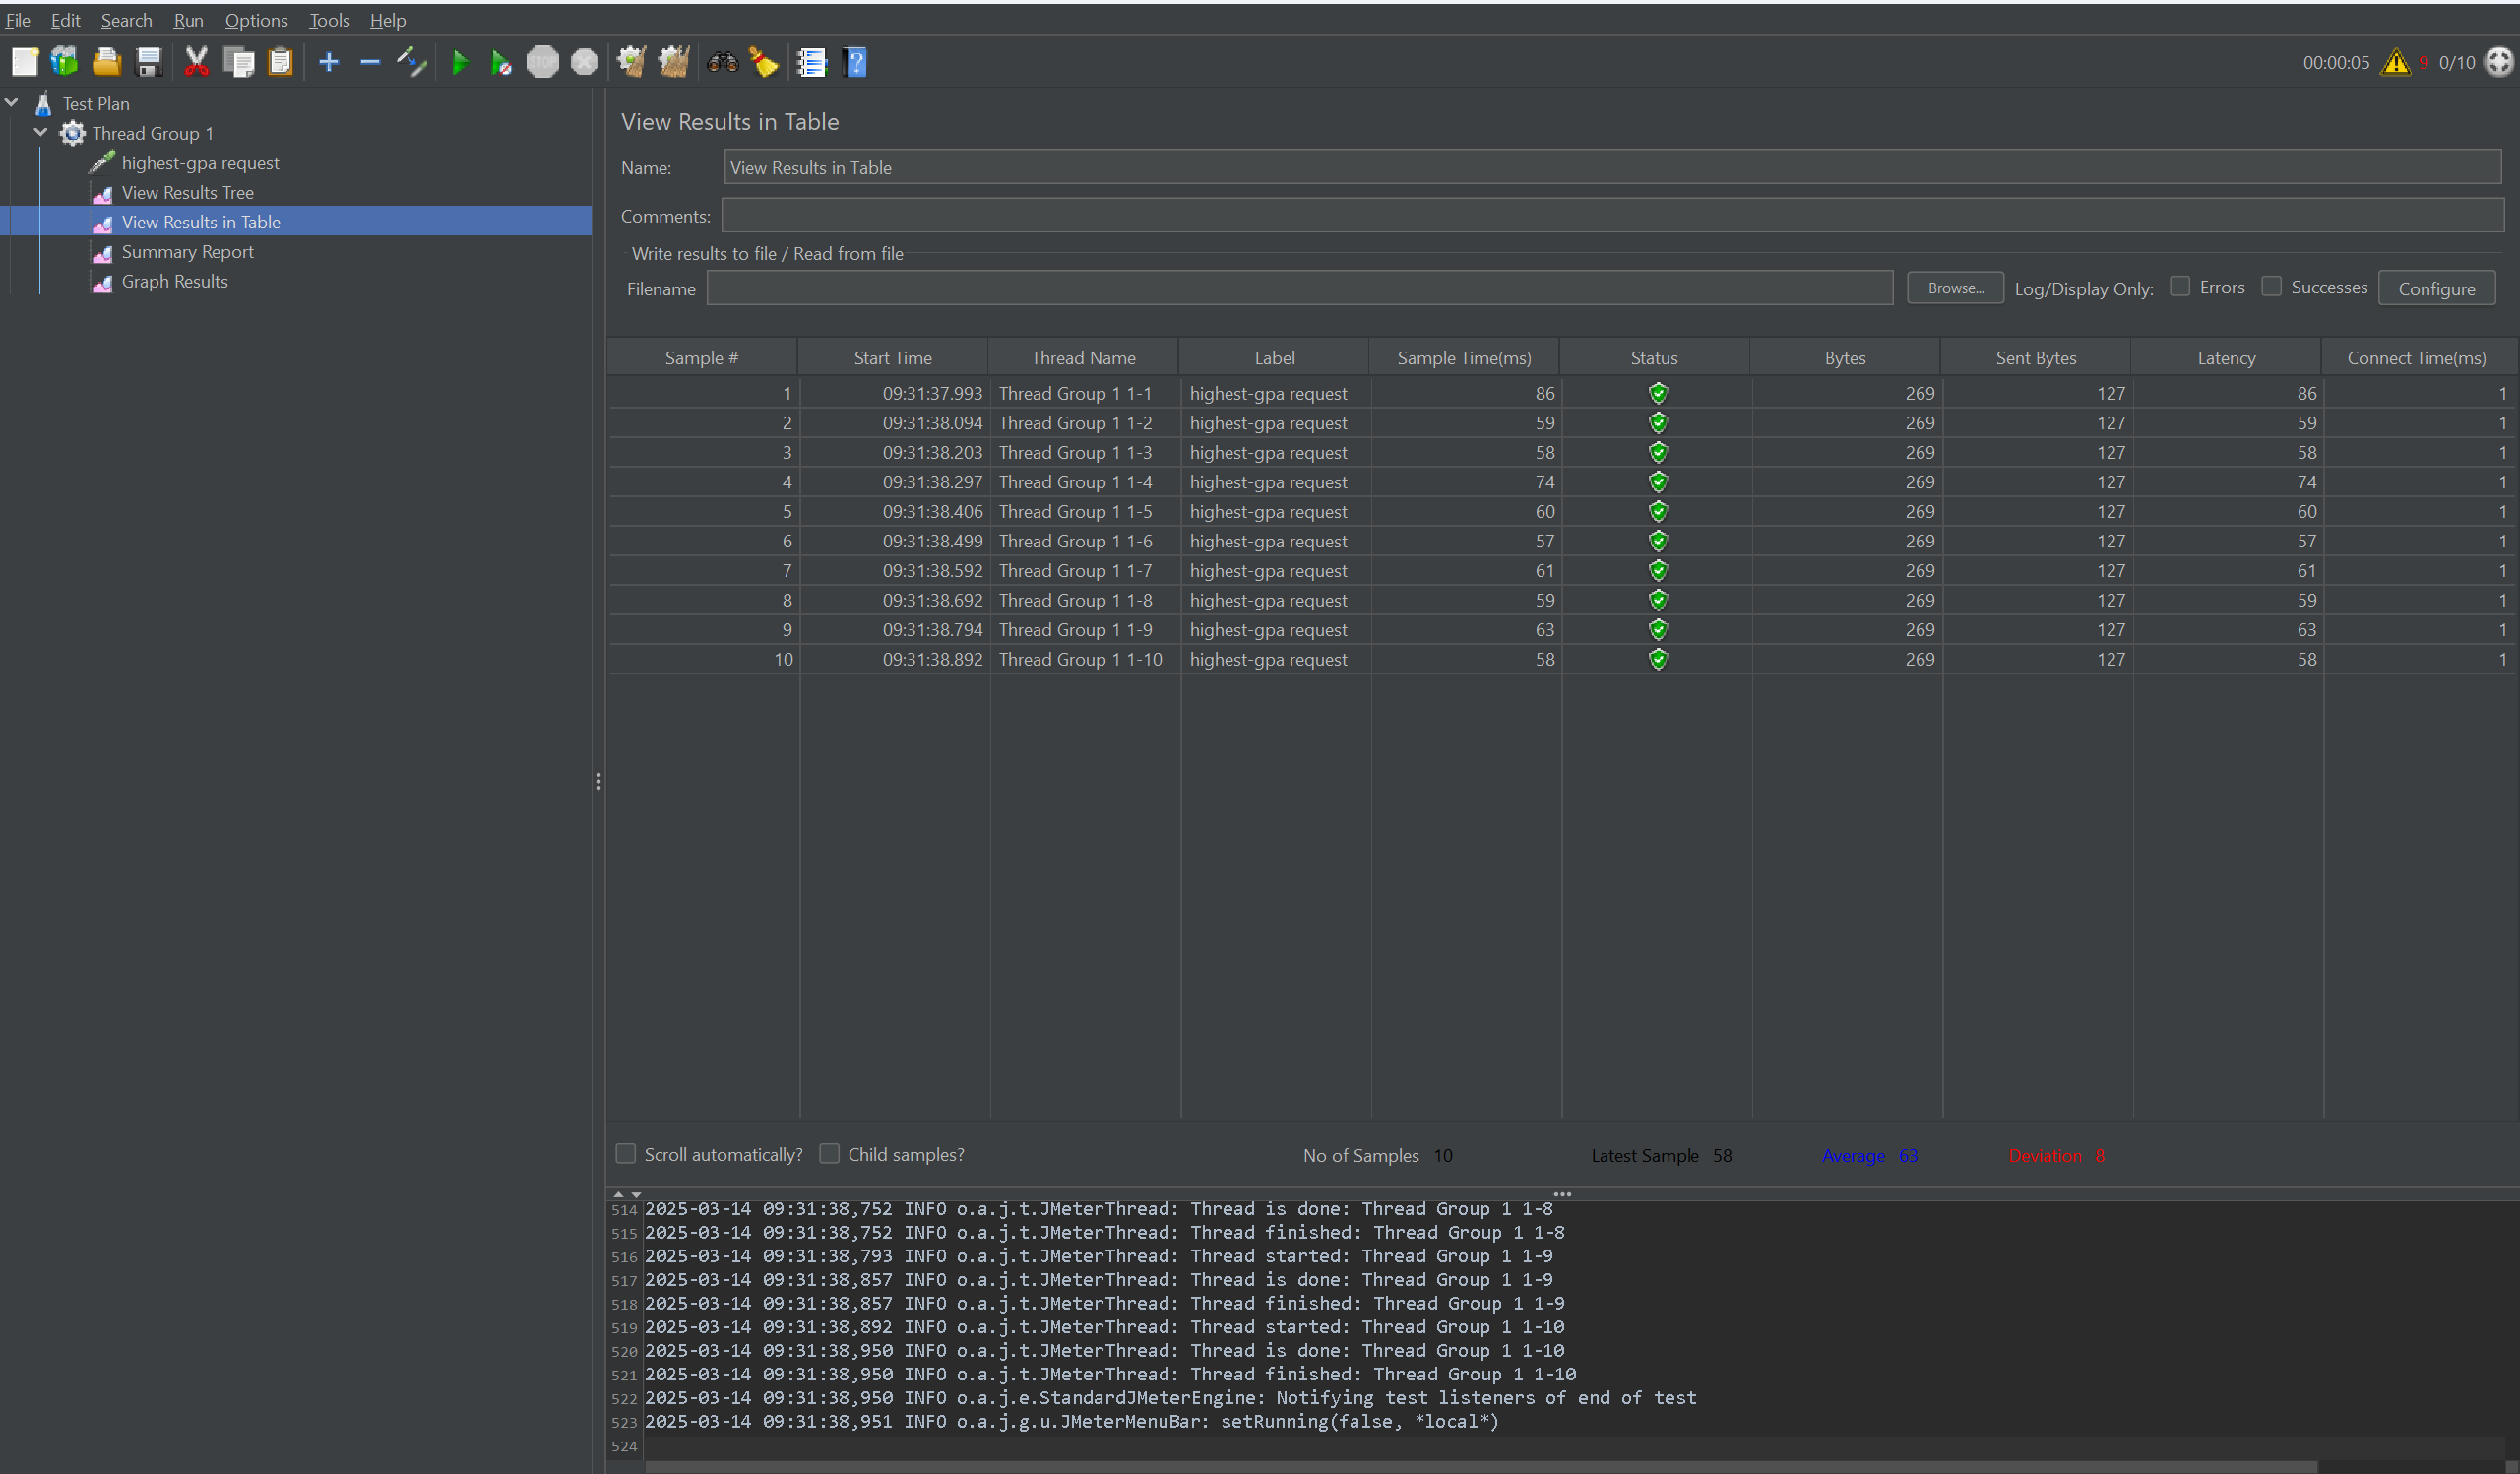 File Edit Search Run Options Tools Help
00:00:05 9 0/10
Test Plan
Thread Group 1
highest-gpa request
View Results Tree
View Results in Table
Summary Report
Graph Results
View Results in Table
Name: View Results in Table
Comments:
Write results to file / Read from file
Filename Browse... Log/Display Only: Errors Successes Configure
Sample # Start Time Thread Name Label Sample Time(ms) Status Bytes Sent Bytes Latency Connect Time(ms)
1 09:31:37.993 Thread Group 1 1-1 highest-gpa request 86 269 127 86 1
2 09:31:38.094 Thread Group 1 1-2 highest-gpa request 59 269 127 59 1
3 09:31:38.203 Thread Group 1 1-3 highest-gpa request 58 269 127 58 1
4 09:31:38.297 Thread Group 1 1-4 highest-gpa request 74 269 127 74 1
5 09:31:38.406 Thread Group 1 1-5 highest-gpa request 60 269 127 60 1
6 09:31:38.499 Thread Group 1 1-6 highest-gpa request 57 269 127 57 1
7 09:31:38.592 Thread Group 1 1-7 highest-gpa request 61 269 127 61 1
8 09:31:38.692 Thread Group 1 1-8 highest-gpa request 59 269 127 59 1
9 09:31:38.794 Thread Group 1 1-9 highest-gpa request 63 269 127 63 1
10 09:31:38.892 Thread Group 1 1-10 highest-gpa request 58 269 127 58 1
Scroll automatically? Child samples? No of Samples 10 Latest Sample 58 Average 63 Deviation 8
514 2025-03-14 09:31:38,752 INFO o.a.j.t.JMeterThread: Thread is done: Thread Group 1 1-8
515 2025-03-14 09:31:38,752 INFO o.a.j.t.JMeterThread: Thread finished: Thread Group 1 1-8
516 2025-03-14 09:31:38,793 INFO o.a.j.t.JMeterThread: Thread started: Thread Group 1 1-9
517 2025-03-14 09:31:38,857 INFO o.a.j.t.JMeterThread: Thread is done: Thread Group 1 1-9
518 2025-03-14 09:31:38,857 INFO o.a.j.t.JMeterThread: Thread finished: Thread Group 1 1-9
519 2025-03-14 09:31:38,892 INFO o.a.j.t.JMeterThread: Thread started: Thread Group 1 1-10
520 2025-03-14 09:31:38,950 INFO o.a.j.t.JMeterThread: Thread is done: Thread Group 1 1-10
521 2025-03-14 09:31:38,950 INFO o.a.j.t.JMeterThread: Thread finished: Thread Group 1 1-10
522 2025-03-14 09:31:38,950 INFO o.a.j.e.StandardJMeterEngine: Notifying test listeners of end of test
523 2025-03-14 09:31:38,951 INFO o.a.j.g.u.JMeterMenuBar: setRunning(false, *local*)
524